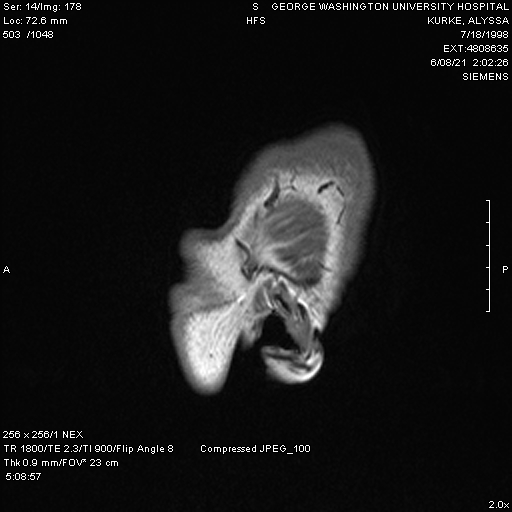 Ser: 14/Img: 178
Loc: 72.6 mm
503 /1048
S
HFS
GEORGE WASHINGTON UNIVERSITY HOSPITAL
KURKE, ALYSSA
7/18/1998
EXT:4808635
6/08/21 2:02:26
SIEMENS
A
P
256 x 256/1 NEX
TR 1800/TE 2.3/TI 900/Flip Angle 8
Compressed JPEG_100
Thk 0.9 mm/FOV* 23 cm
5:08:57
2.0x